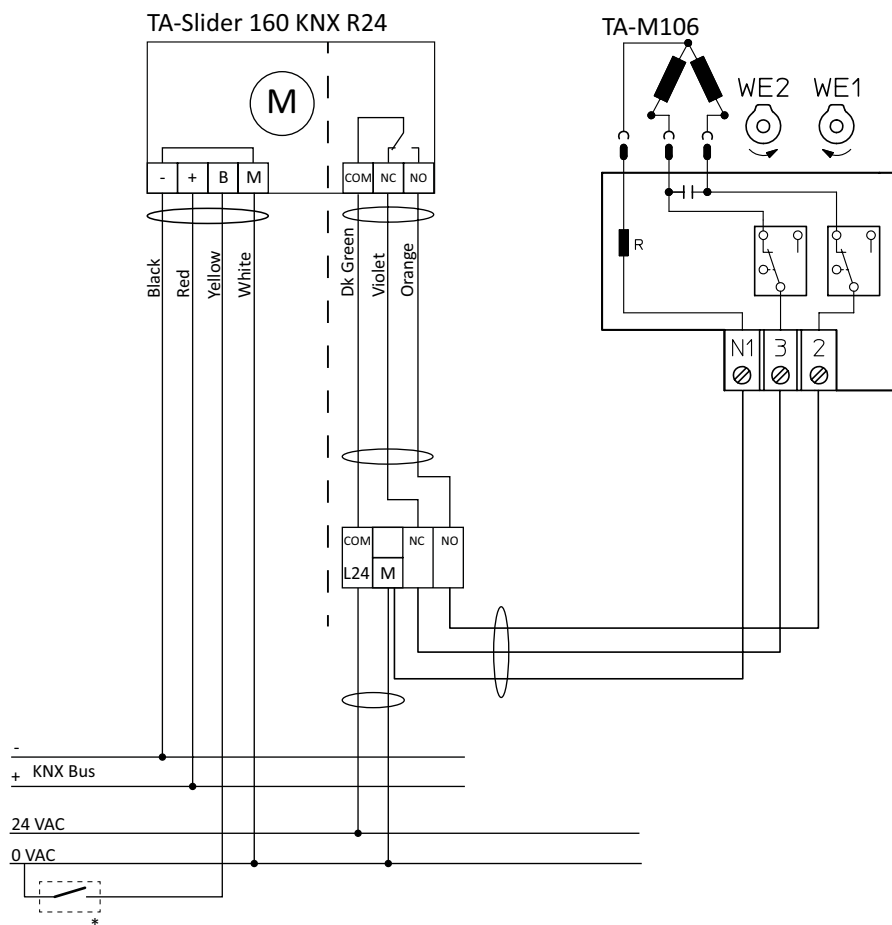 TA-Slider 160 KNX R24
TA-M106
M
WE2 WE1
- + B M
COM NC NO
Black
Red
Yellow
White
Dk Green
Violet
Orange
R
N1 3 2
COM NC NO
L24 M
-
+ KNX Bus
24 VAC
0 VAC
*